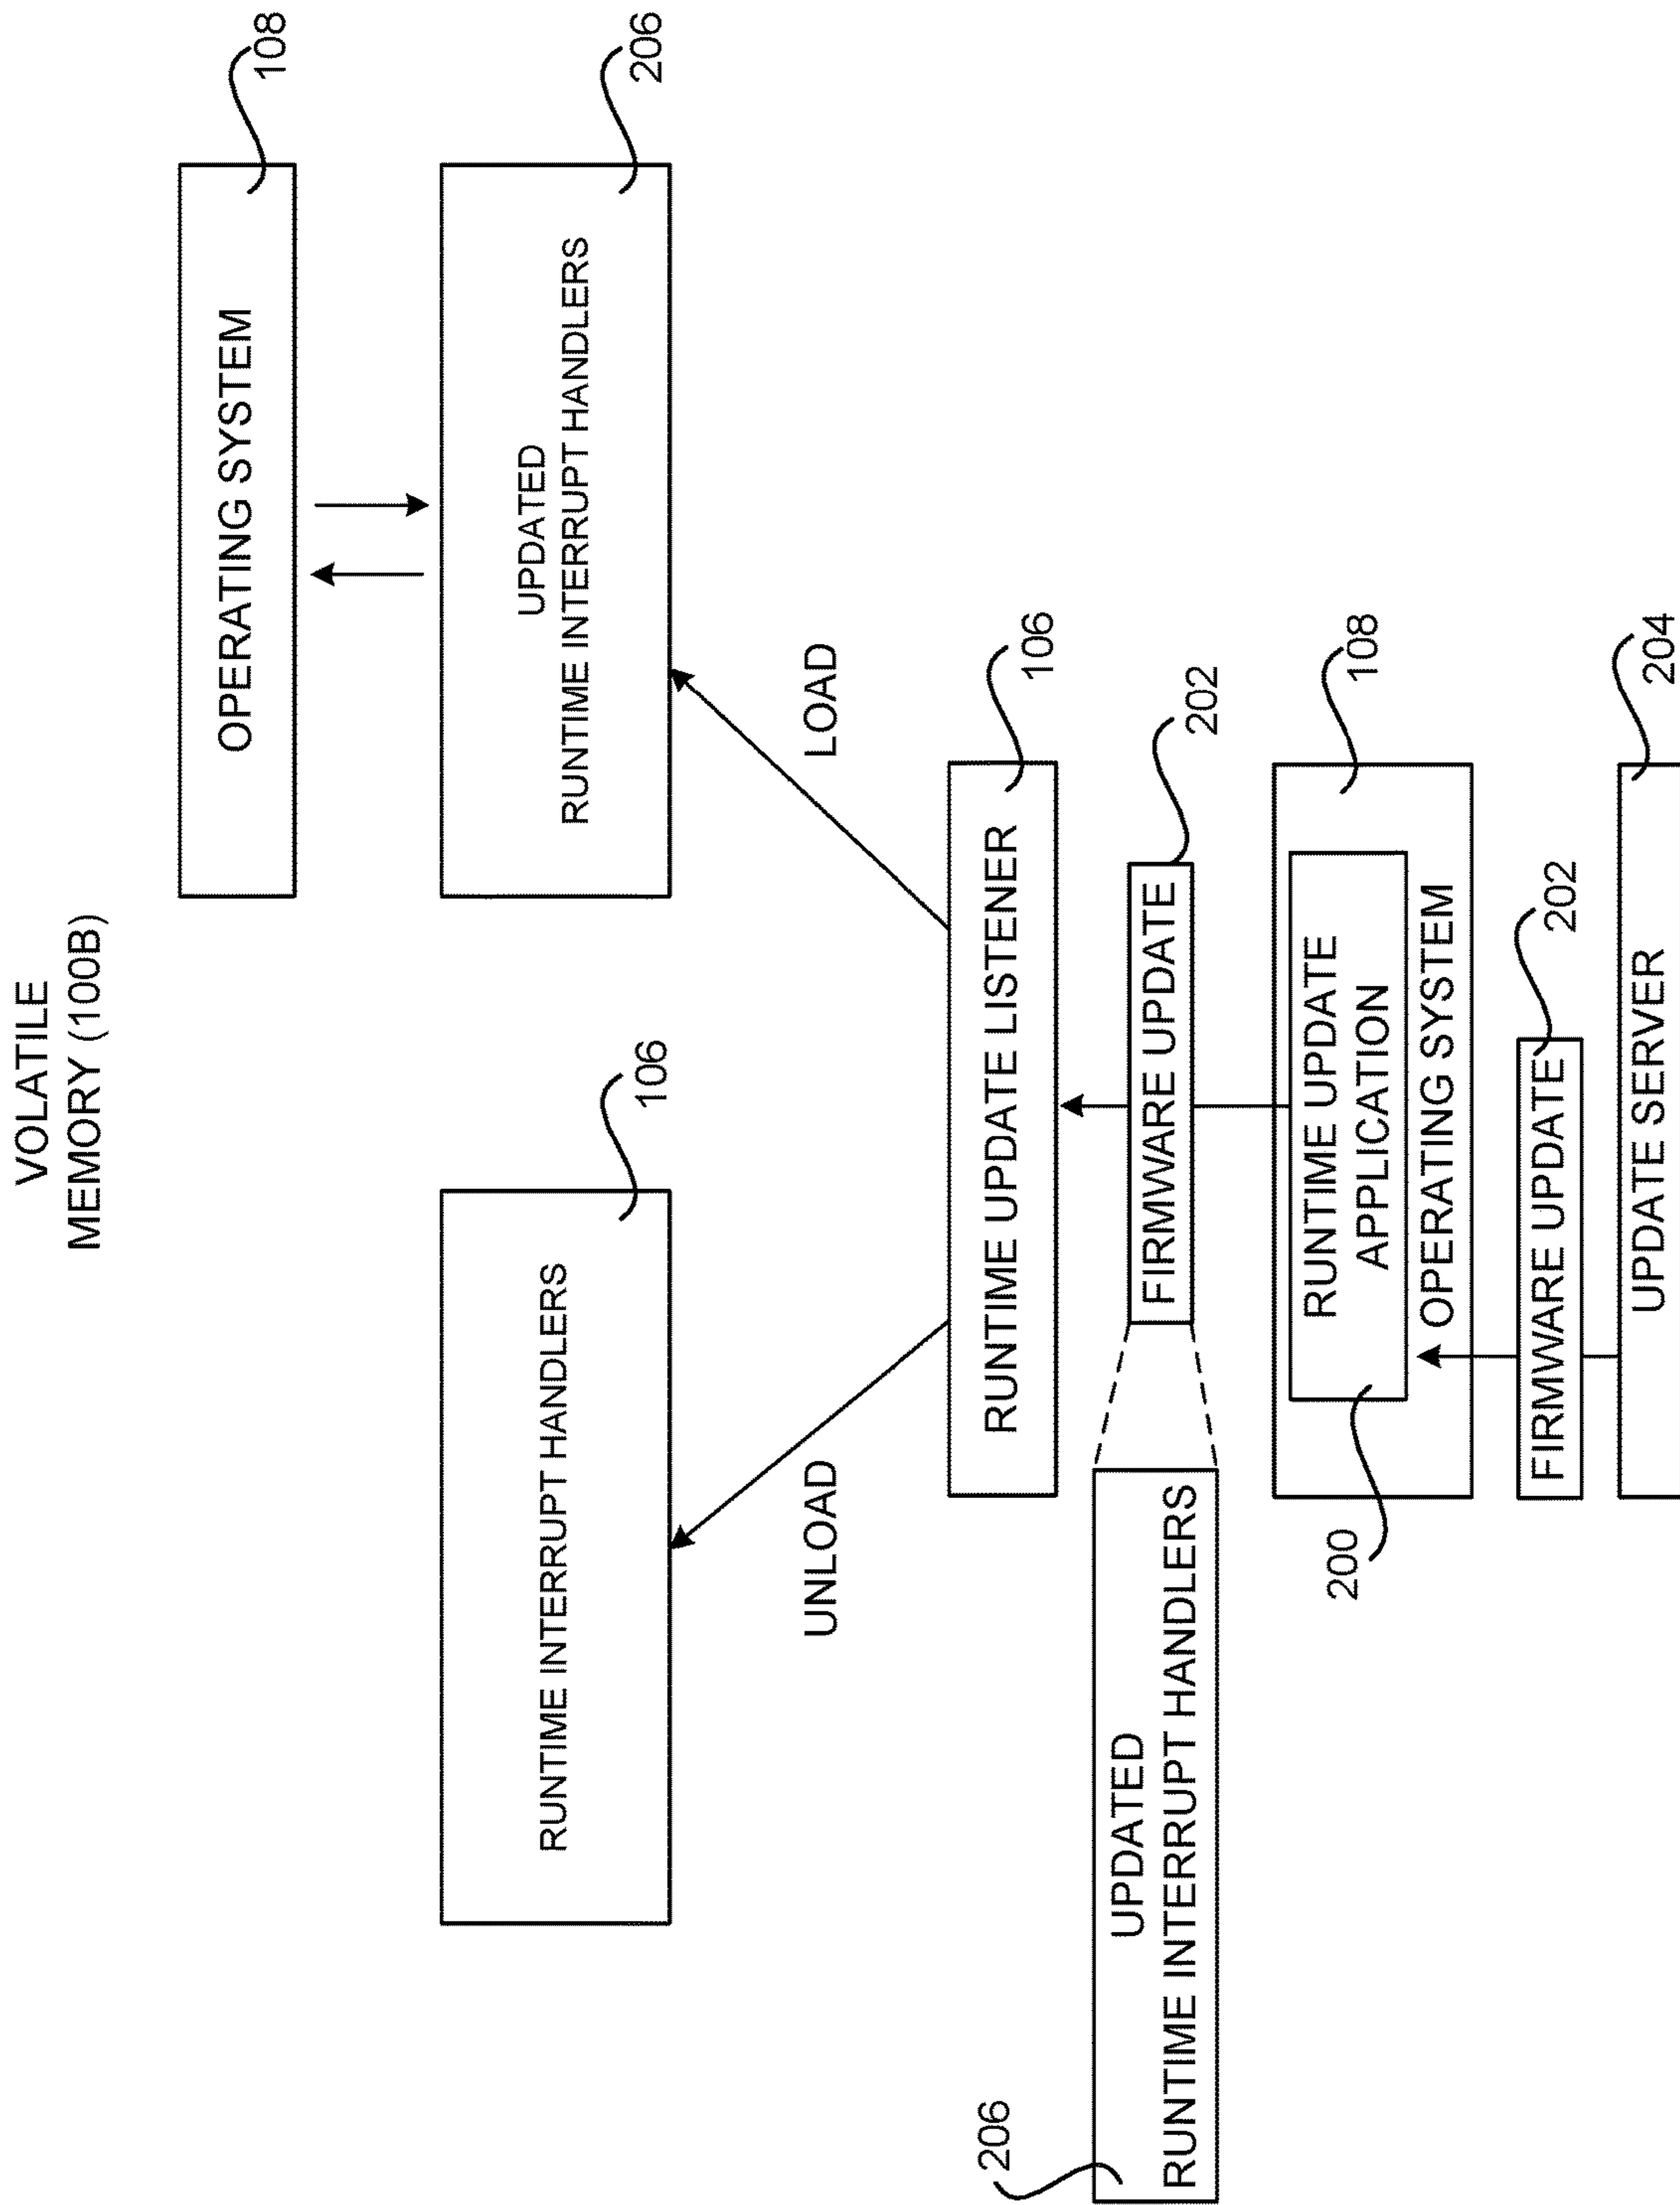 VOLATILE
MEMORY (100B)
OPERATING SYSTEM
108
RUNTIME INTERRUPT HANDLERS
106
UPDATED
RUNTIME INTERRUPT HANDLERS
206
UNLOAD
LOAD
RUNTIME UPDATE LISTENER
106
206
UPDATED
RUNTIME INTERRUPT HANDLERS
FIRMWARE UPDATE
202
200
RUNTIME UPDATE
APPLICATION
OPERATING SYSTEM
108
FIRMWARE UPDATE
202
UPDATE SERVER
204